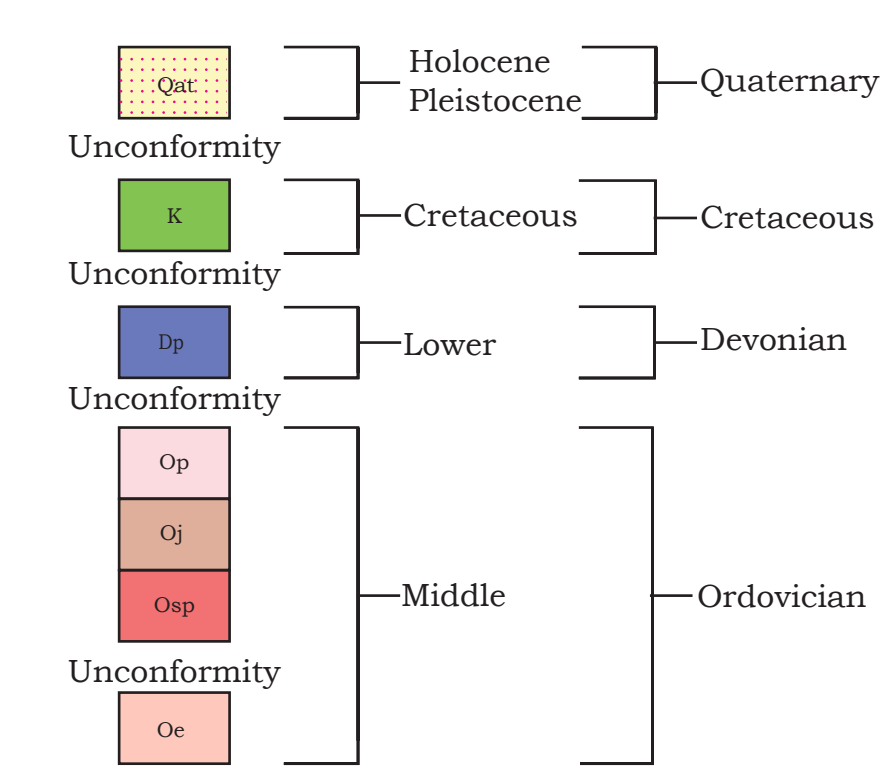 Qat
Holocene
Pleistocene
Quaternary
Unconformity
K
Cretaceous
Cretaceous
Unconformity
Dp
Lower
Devonian
Unconformity
Op
Oj
Osp
Middle
Ordovician
Unconformity
Oe